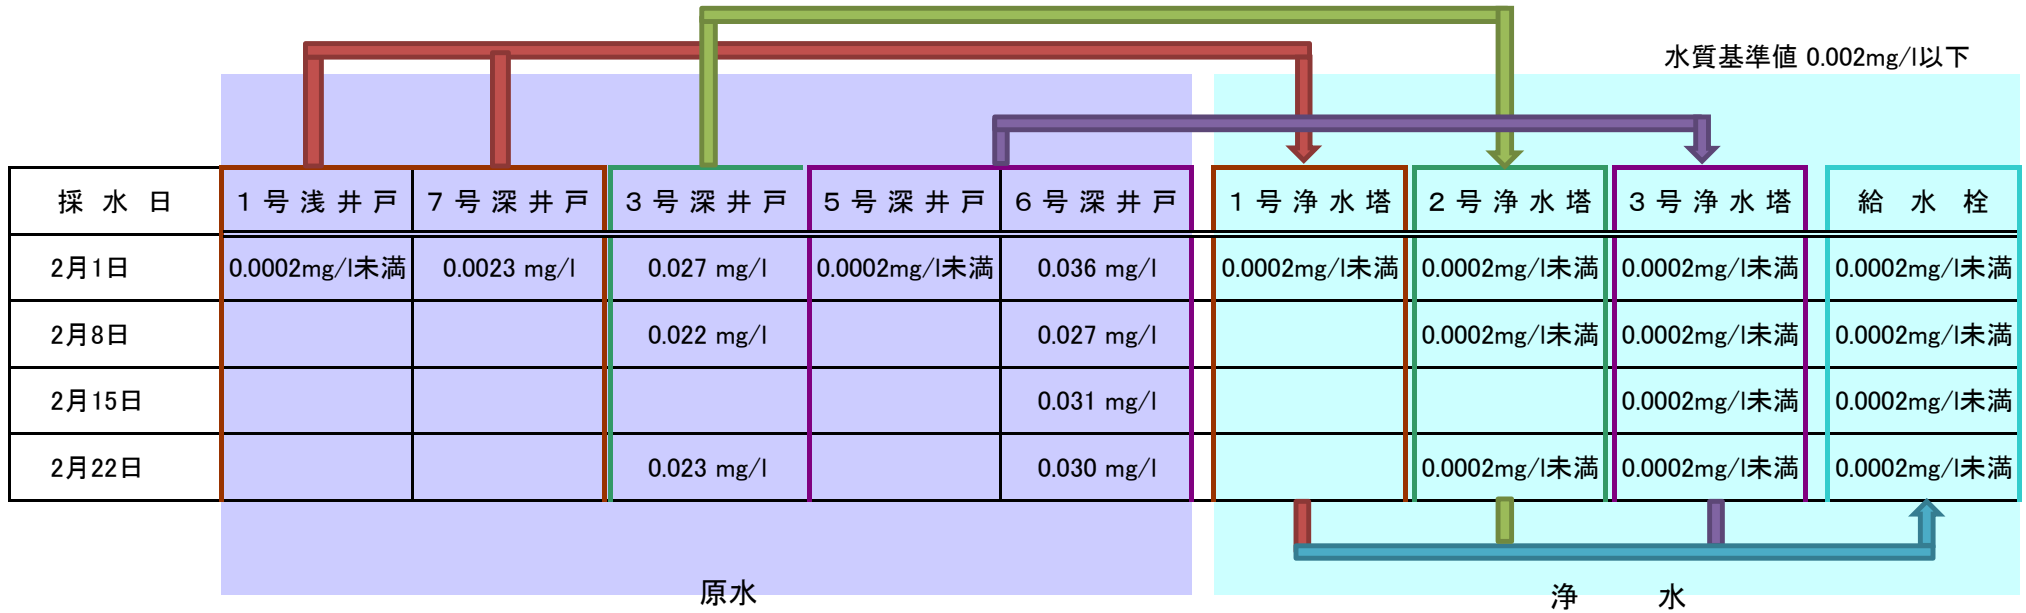 水質基準値 0.002mg/l以下
採 水 日 １号浅井戸 ７号深井戸 ３号深井戸 ５号深井戸 ６号深井戸 １号浄水塔 ２号浄水塔 ３号浄水塔 給 水 栓
2月1日 0.0002mg/l未満 0.0023 mg/l 0.027 mg/l 0.0002mg/l未満 0.036 mg/l 0.0002mg/l未満 0.0002mg/l未満 0.0002mg/l未満 0.0002mg/l未満
2月8日 0.022 mg/l 0.027 mg/l 0.0002mg/l未満 0.0002mg/l未満 0.0002mg/l未満
2月15日 0.031 mg/l 0.0002mg/l未満 0.0002mg/l未満
2月22日 0.023 mg/l 0.030 mg/l 0.0002mg/l未満 0.0002mg/l未満 0.0002mg/l未満
原水 浄 水